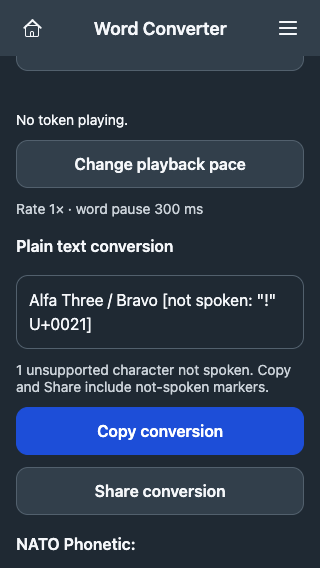 Word Converter
No token playing.
Change playback pace
Rate 1× · word pause 300 ms
Plain text conversion
Alfa Three / Bravo [not spoken: "!"
U+0021]
1 unsupported character not spoken. Copy
and Share include not-spoken markers.
Copy conversion
Share conversion
NATO Phonetic: